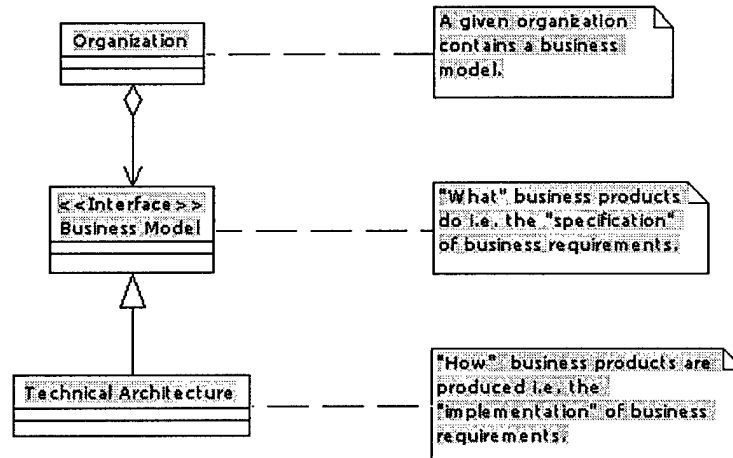 Organization
A given organization
contains a business
model.
<<Interface>>
Business Model
"What" business products
do i.e. the "specification"
of business requirements.
Technical Architecture
"How" business products are
produced i.e. the
"implementation" of business
requirements.